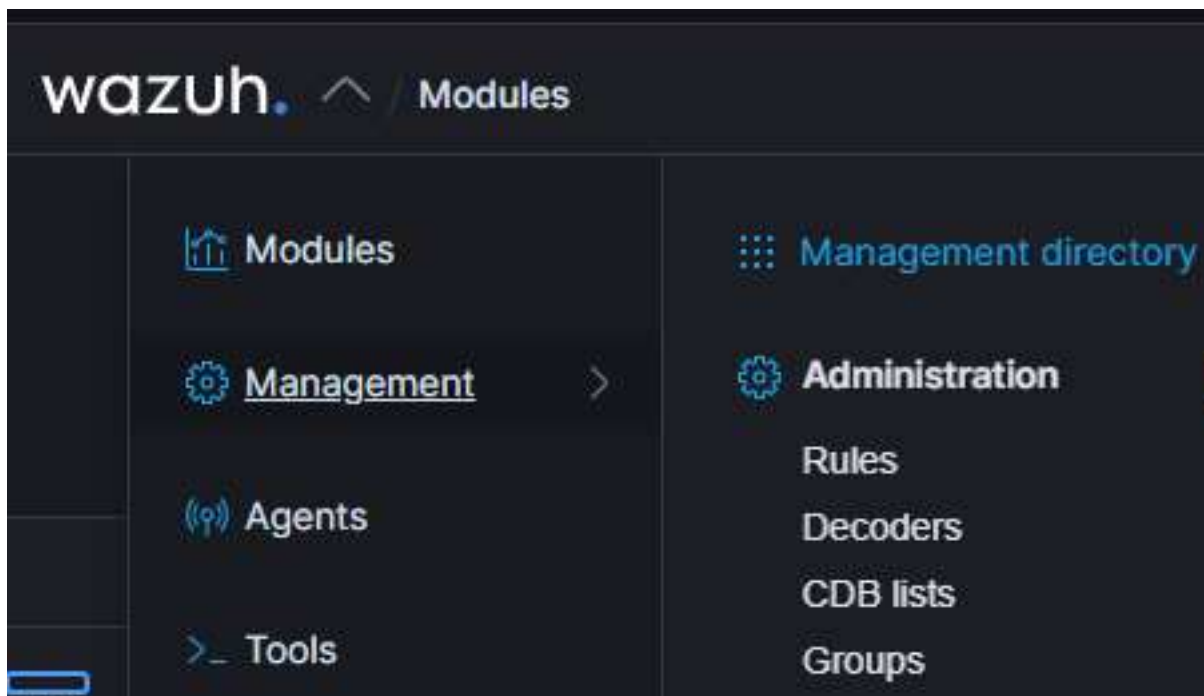 wazuh. / Modules
Modules
Management
Agents
>_ Tools
Management directory
Administration
Rules
Decoders
CDB lists
Groups